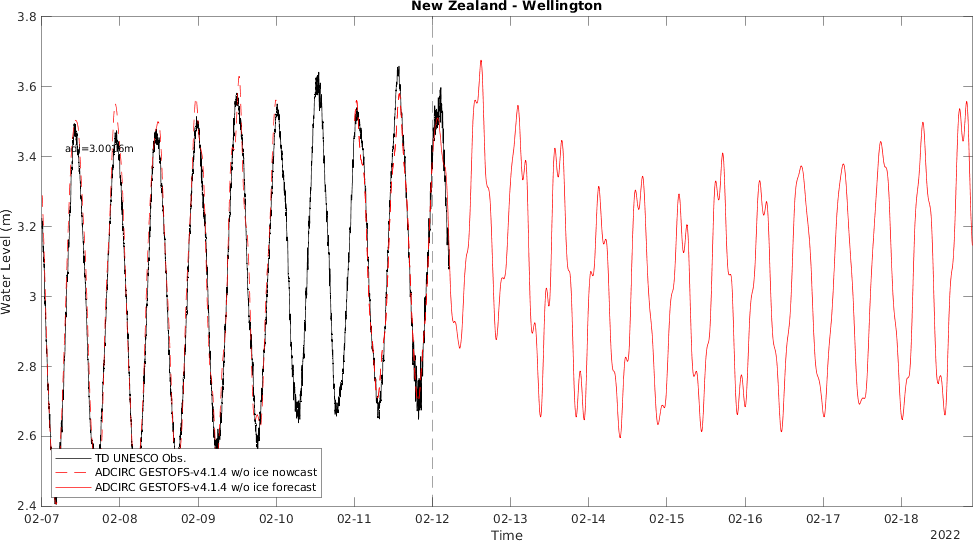 New Zealand - Wellington
3.8
3.6
3.4
3.2
3
2.8
2.6
2.4
Water Level (m)
TD UNESCO Obs.
ADCIRC GESTOFS-v4.1.4 w/o ice nowcast
ADCIRC GESTOFS-v4.1.4 w/o ice forecast
02-07 02-08 02-09 02-10 02-11 02-12 02-13 02-14 02-15 02-16 02-17 02-18
Time
2022